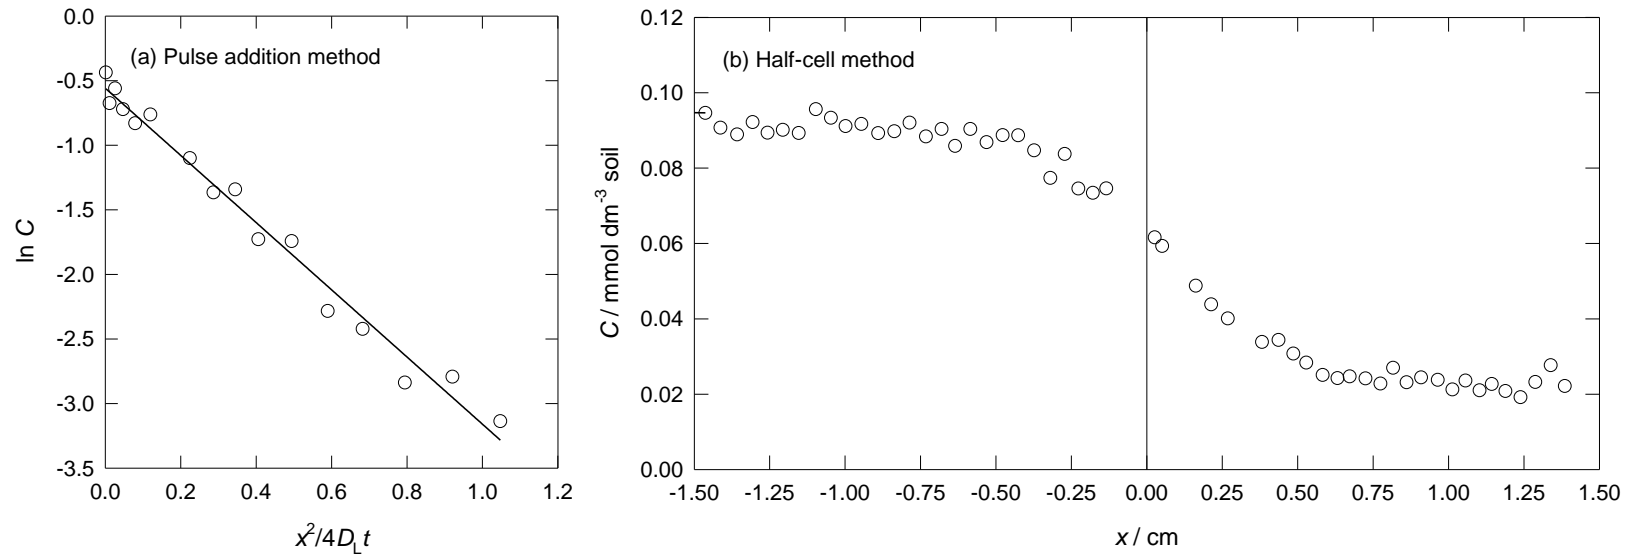 (a) Pulse addition method
0.0
-0.5
-1.0
-1.5
-2.0
-2.5
-3.0
-3.5
ln C
0.0 0.2 0.4 0.6 0.8 1.0 1.2
x²/4D_L t
(b) Half-cell method
0.12
0.10
0.08
0.06
0.04
0.02
0.00
C / mmol dm⁻³ soil
-1.50 -1.25 -1.00 -0.75 -0.50 -0.25 0.00 0.25 0.50 0.75 1.00 1.25 1.50
x / cm